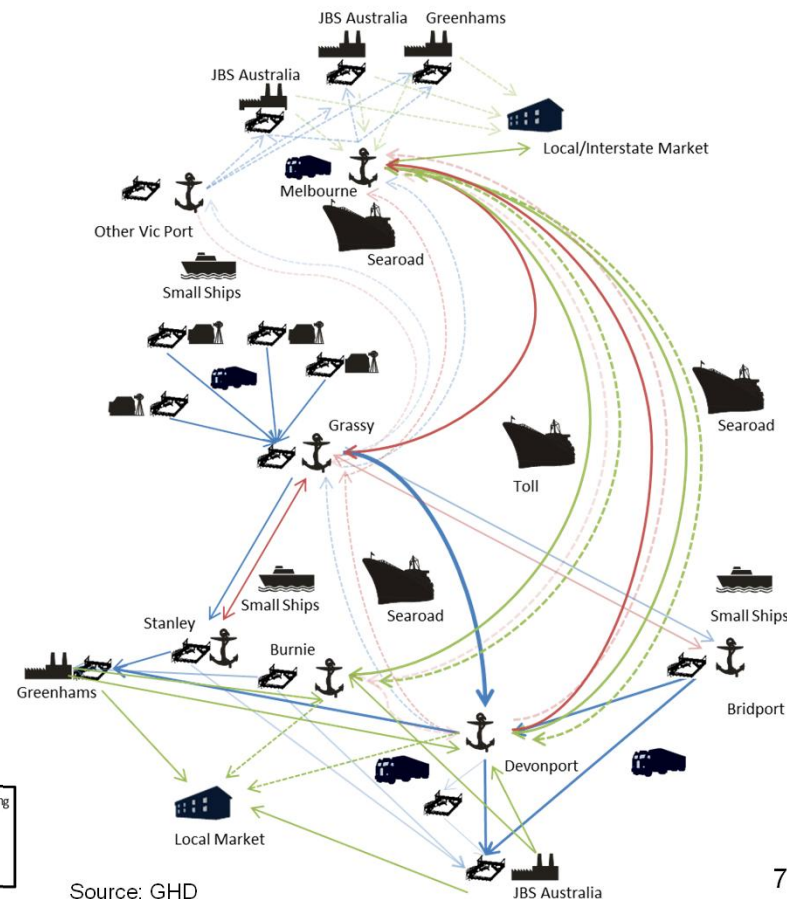 JBS Australia
Greenhams
JBS Australia
Local/Interstate Market
Melbourne
Other Vic Port
Searoad
Small Ships
Grassy
Searoad
Toll
Small Ships
Searoad
Small Ships
Stanley
Burnie
Greenhams
Bridport
Devonport
Local Market
JBS Australia
Source: GHD
7